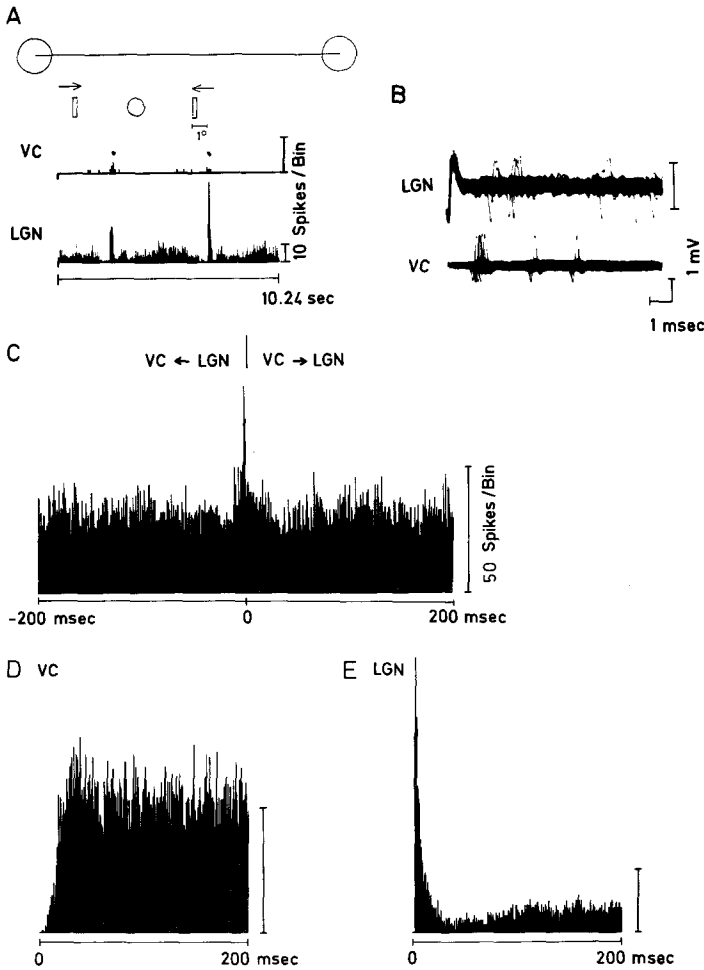 A
1°
VC
LGN
10 Spikes / Bin
10.24 sec
B
LGN
VC
1 mV
1 msec
C
VC ← LGN
VC → LGN
50 Spikes / Bin
-200 msec
0
200 msec
D VC
0
200 msec
E LGN
0
200 msec